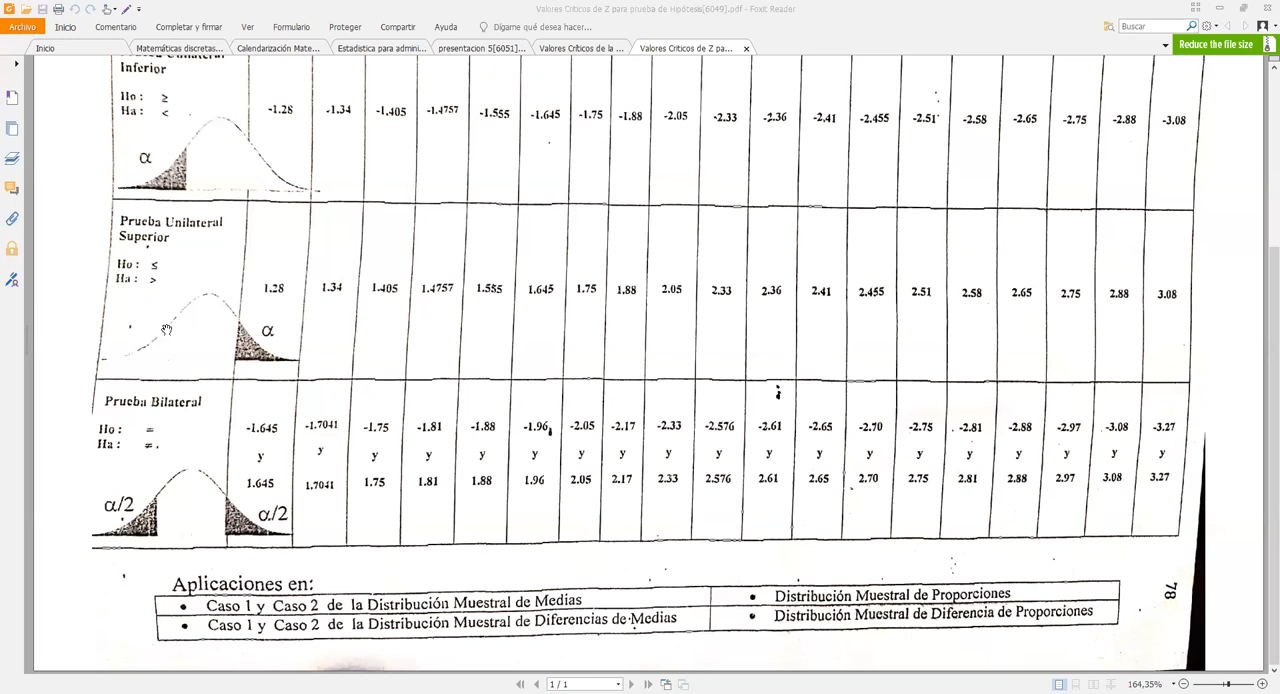 Valores Criticos de Z para prueba de Hipótesis[6049].pdf - Foxit Reader
Archivo Inicio Comentario Completar y firmar Ver Formulario Proteger Compartir Ayuda Dígame qué desea hacer... Buscar
Inicio Matemáticas discretas... Calendarización Mate... Estadistica para admini... presentacion 5[6051]... Valores Críticos de la ... Valores Criticos de Z pa... Reduce the file size
Inferior
Ho: ≥
Ha: <
-1.28 -1.34 -1.405 -1.4757 -1.555 -1.645 -1.75 -1.88 -2.05 -2.33 -2.36 -2.41 -2.455 -2.51 -2.58 -2.65 -2.75 -2.88 -3.08
α
Prueba Unilateral
Superior
Ho: ≤
Ha: >
1.28 1.34 1.405 1.4757 1.555 1.645 1.75 1.88 2.05 2.33 2.36 2.41 2.455 2.51 2.58 2.65 2.75 2.88 3.08
α
Prueba Bilateral
Ho: =
Ha: ≠
-1.645 -1.7041 -1.75 -1.81 -1.88 -1.96 -2.05 -2.17 -2.33 -2.576 -2.61 -2.65 -2.70 -2.75 -2.81 -2.88 -2.97 -3.08 -3.27
y y y y y y y y y y y y y y y y y y y
1.645 1.7041 1.75 1.81 1.88 1.96 2.05 2.17 2.33 2.576 2.61 2.65 2.70 2.75 2.81 2.88 2.97 3.08 3.27
α/2 α/2
Aplicaciones en:
• Caso 1 y Caso 2 de la Distribución Muestral de Medias
• Caso 1 y Caso 2 de la Distribución Muestral de Diferencias de Medias
• Distribución Muestral de Proporciones
• Distribución Muestral de Diferencia de Proporciones
78
1 / 1 164,35%